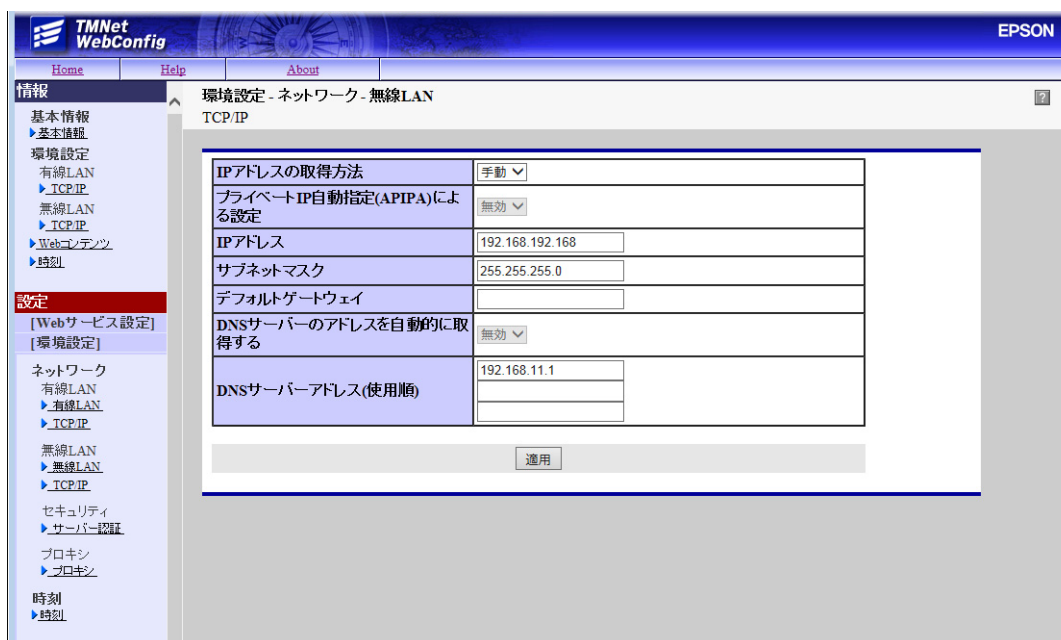 TMNet
WebConfig
EPSON
Home
Help
About
情報
基本情報
基本情報
環境設定
有線LAN
TCP/IP
無線LAN
TCP/IP
Webコンテンツ
時刻
設定
[Webサービス設定]
[環境設定]
ネットワーク
有線LAN
有線LAN
TCP/IP
無線LAN
無線LAN
TCP/IP
セキュリティ
サーバー認証
プロキシ
プロキシ
時刻
時刻
環境設定 - ネットワーク - 無線LAN
?
TCP/IP
IPアドレスの取得方法
手動
プライベートIP自動指定(APIPA)によ
る設定
無効
IPアドレス
192.168.192.168
サブネットマスク
255.255.255.0
デフォルトゲートウェイ
DNSサーバーのアドレスを自動的に取
得する
無効
DNSサーバーアドレス(使用順)
192.168.11.1
適用